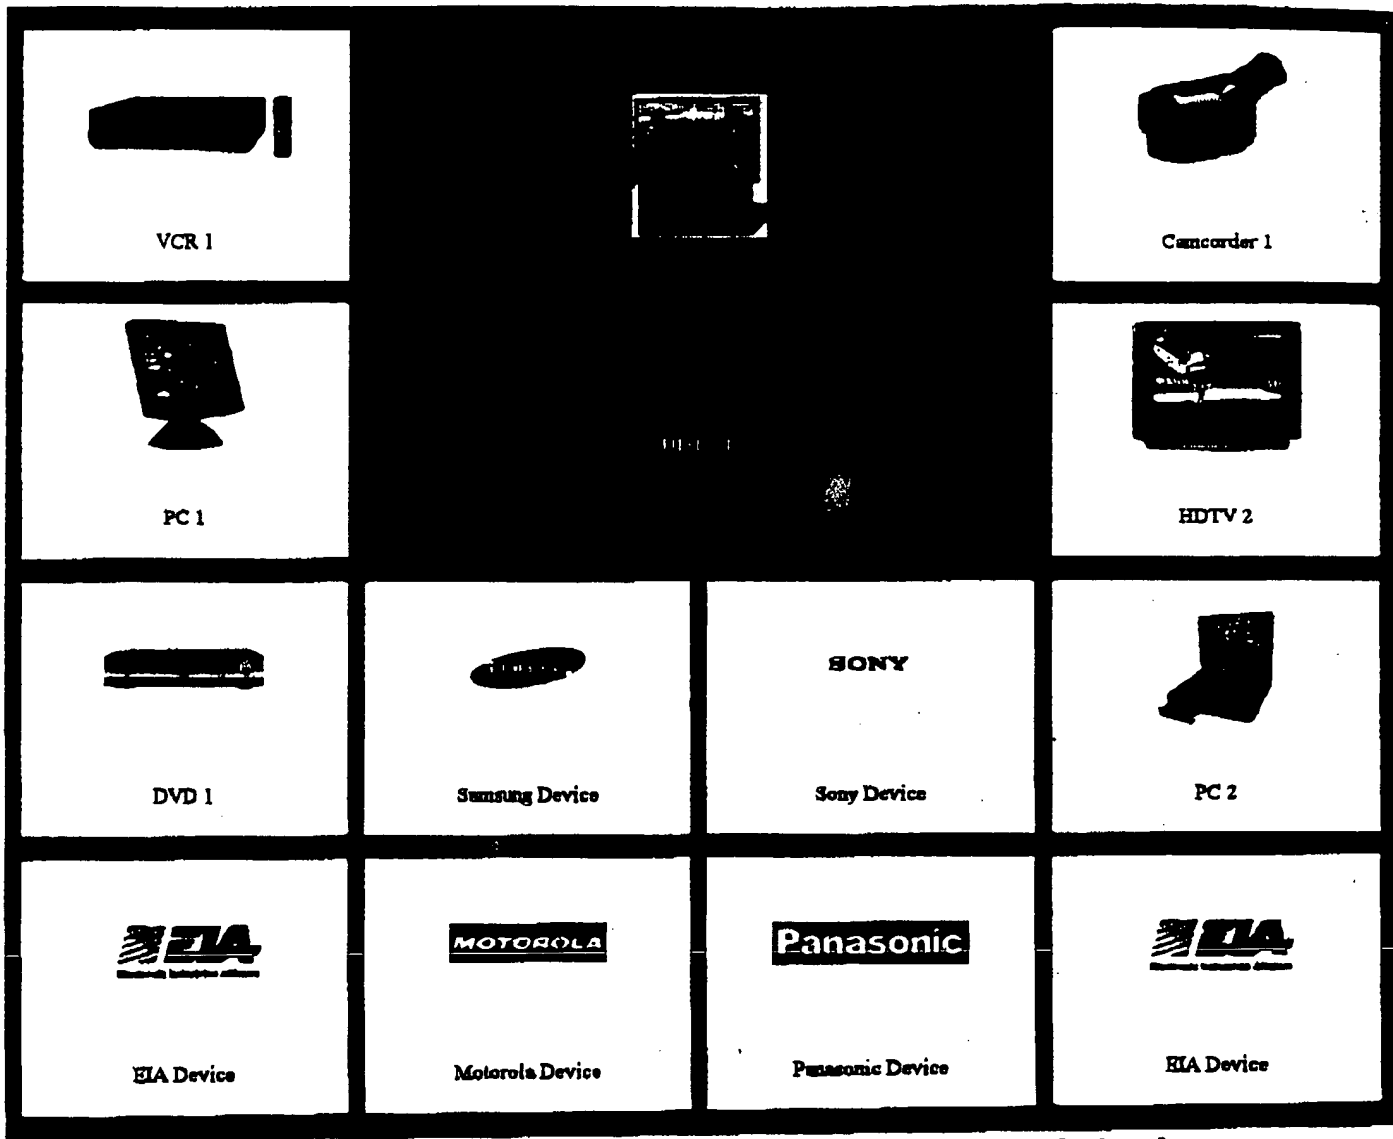 VCR 1
Camcorder 1
PC 1
HDTV 2
SONY
DVD 1
Samsung Device
Sony Device
PC 2
EIA
MOTOROLA
Panasonic
EIA
EIA Device
Motorola Device
Panasonic Device
EIA Device